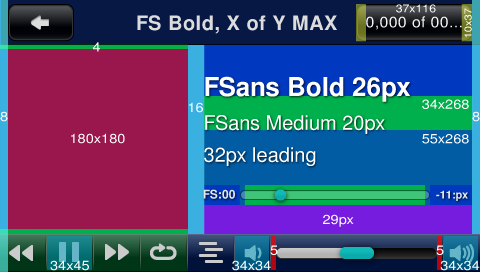 FS Bold, X of Y MAX
37x116
0,000 of 00...
10x37
4
8
180x180
16
FSans Bold 26px
34x268
FSans Medium 20px
55x268
8
32px leading
FS:00
-11:px
29px
34x45
34x34
5
5
34x34